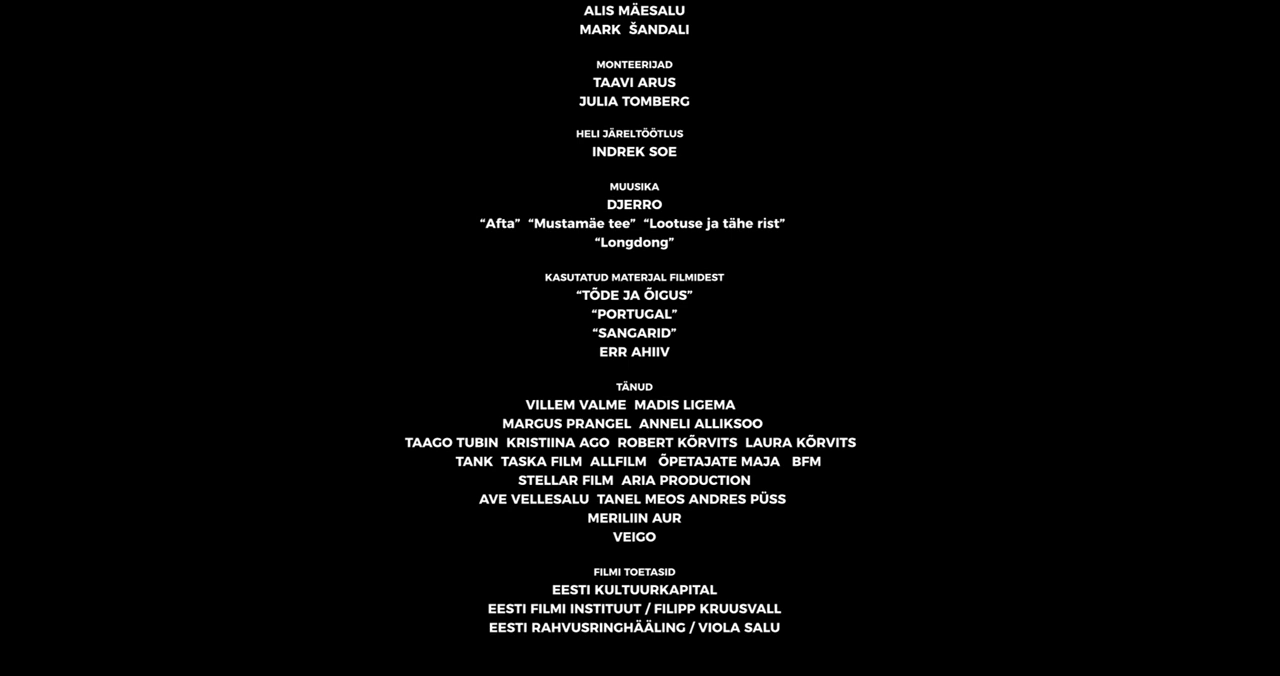 ALIS MÄESALU
MARK ŠANDALI
MONTEERIJAD
TAAVI ARUS
JULIA TOMBERG
HELI JÄRELTÖÖTLUS
INDREK SOE
MUUSIKA
DJERRO
“Afta” “Mustamäe tee” “Lootuse ja tähe rist”
“Longdong”
KASUTATUD MATERJAL FILMIDEST
“TÕDE JA ÕIGUS”
“PORTUGAL”
“SANGARID”
ERR AHIIV
TÄNUD
VILLEM VALME MADIS LIGEMA
MARGUS PRANGEL ANNELI ALLIKSOO
TAAGO TUBIN KRISTIINA AGO ROBERT KÕRVITS LAURA KÕRVITS
TANK TASKA FILM ALLFILM ÕPETAJATE MAJA BFM
STELLAR FILM ARIA PRODUCTION
AVE VELLESALU TANEL MEOS ANDRES PÜSS
MERILIIN AUR
VEIGO
FILMI TOETASID
EESTI KULTUURKAPITAL
EESTI FILMI INSTITUUT / FILIPP KRUUSVALL
EESTI RAHVUSRINGHÄÄLING / VIOLA SALU